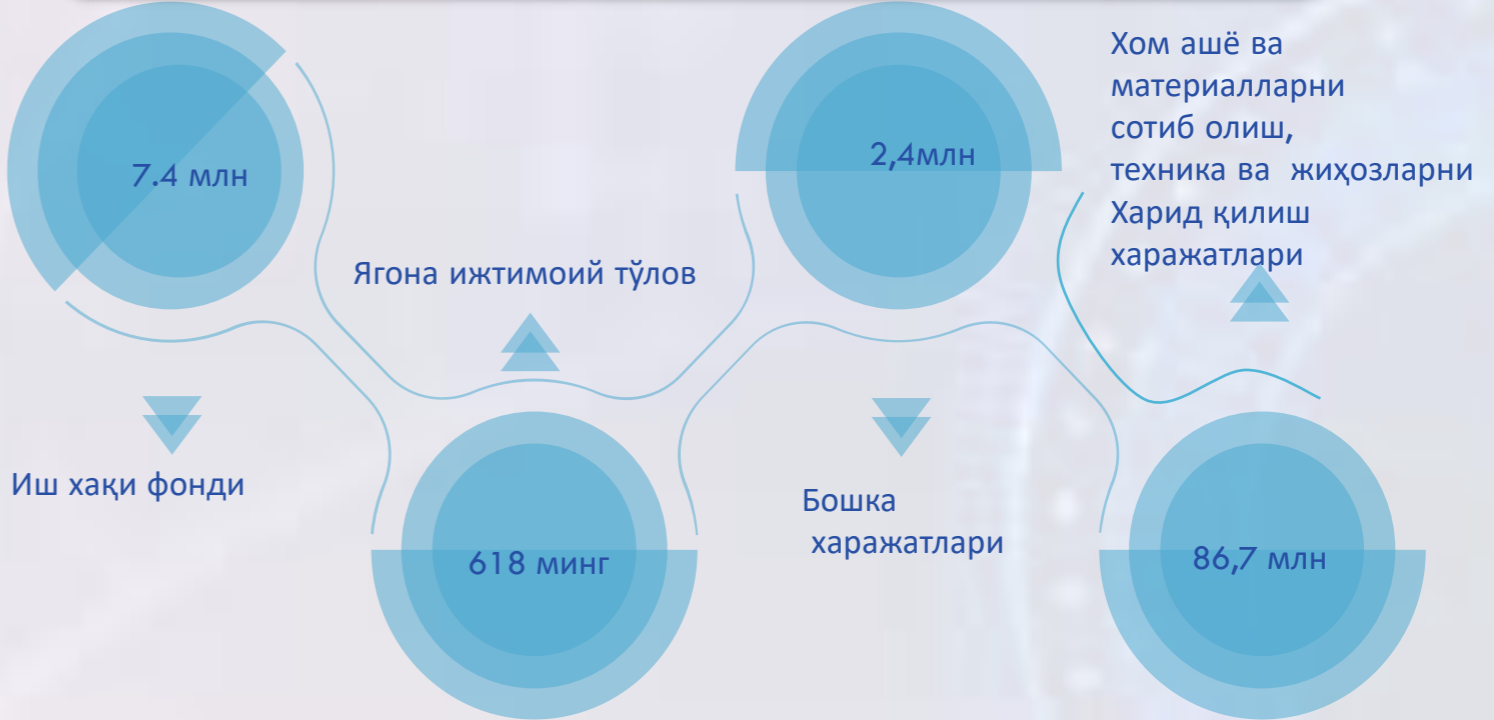 7.4 млн
Иш хақи фонди
Ягона ижтимоий тўлов
618 минг
2,4млн
Бошка
харажатлари
Хом ашё ва
материалларни
сотиб олиш,
техника ва жиҳозларни
Харид қилиш
харажатлари
86,7 млн